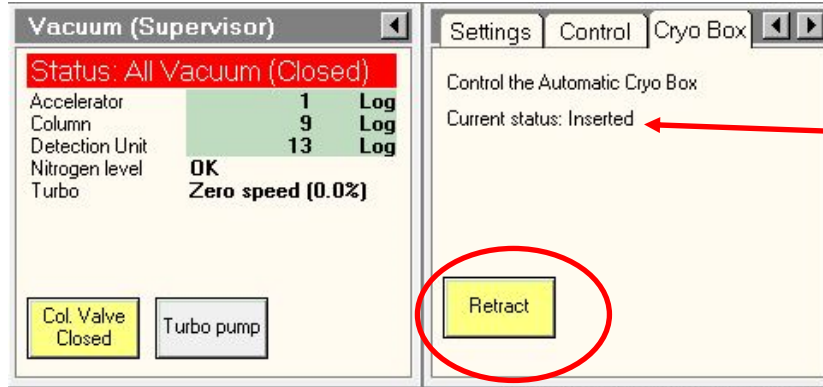 Vacuum (Supervisor)
Status: All Vacuum (Closed)
Accelerator 1 Log
Column 9 Log
Detection Unit 13 Log
Nitrogen level OK
Turbo Zero speed (0.0%)
Col. Valve
Closed
Turbo pump
Settings Control Cryo Box
Control the Automatic Cryo Box
Current status: Inserted
Retract